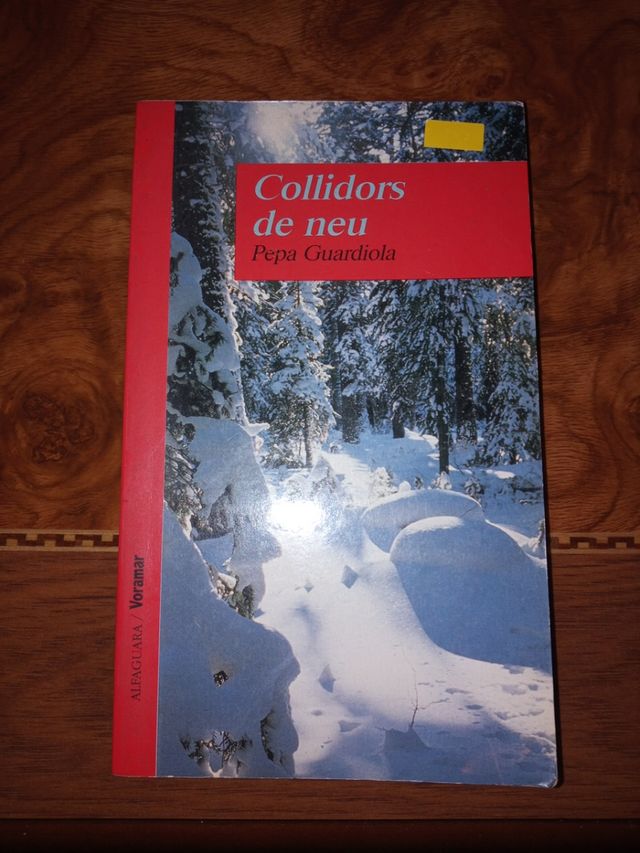 Collidors
de neu
Pepa Guardiola
ALFAGUARA / Voramar